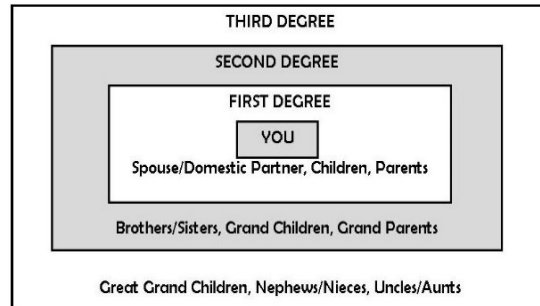 THIRD DEGREE
SECOND DEGREE
FIRST DEGREE
YOU
Spouse/Domestic Partner, Children, Parents
Brothers/Sisters, Grand Children, Grand Parents
Great Grand Children, Nephews/Nieces, Uncles/Aunts